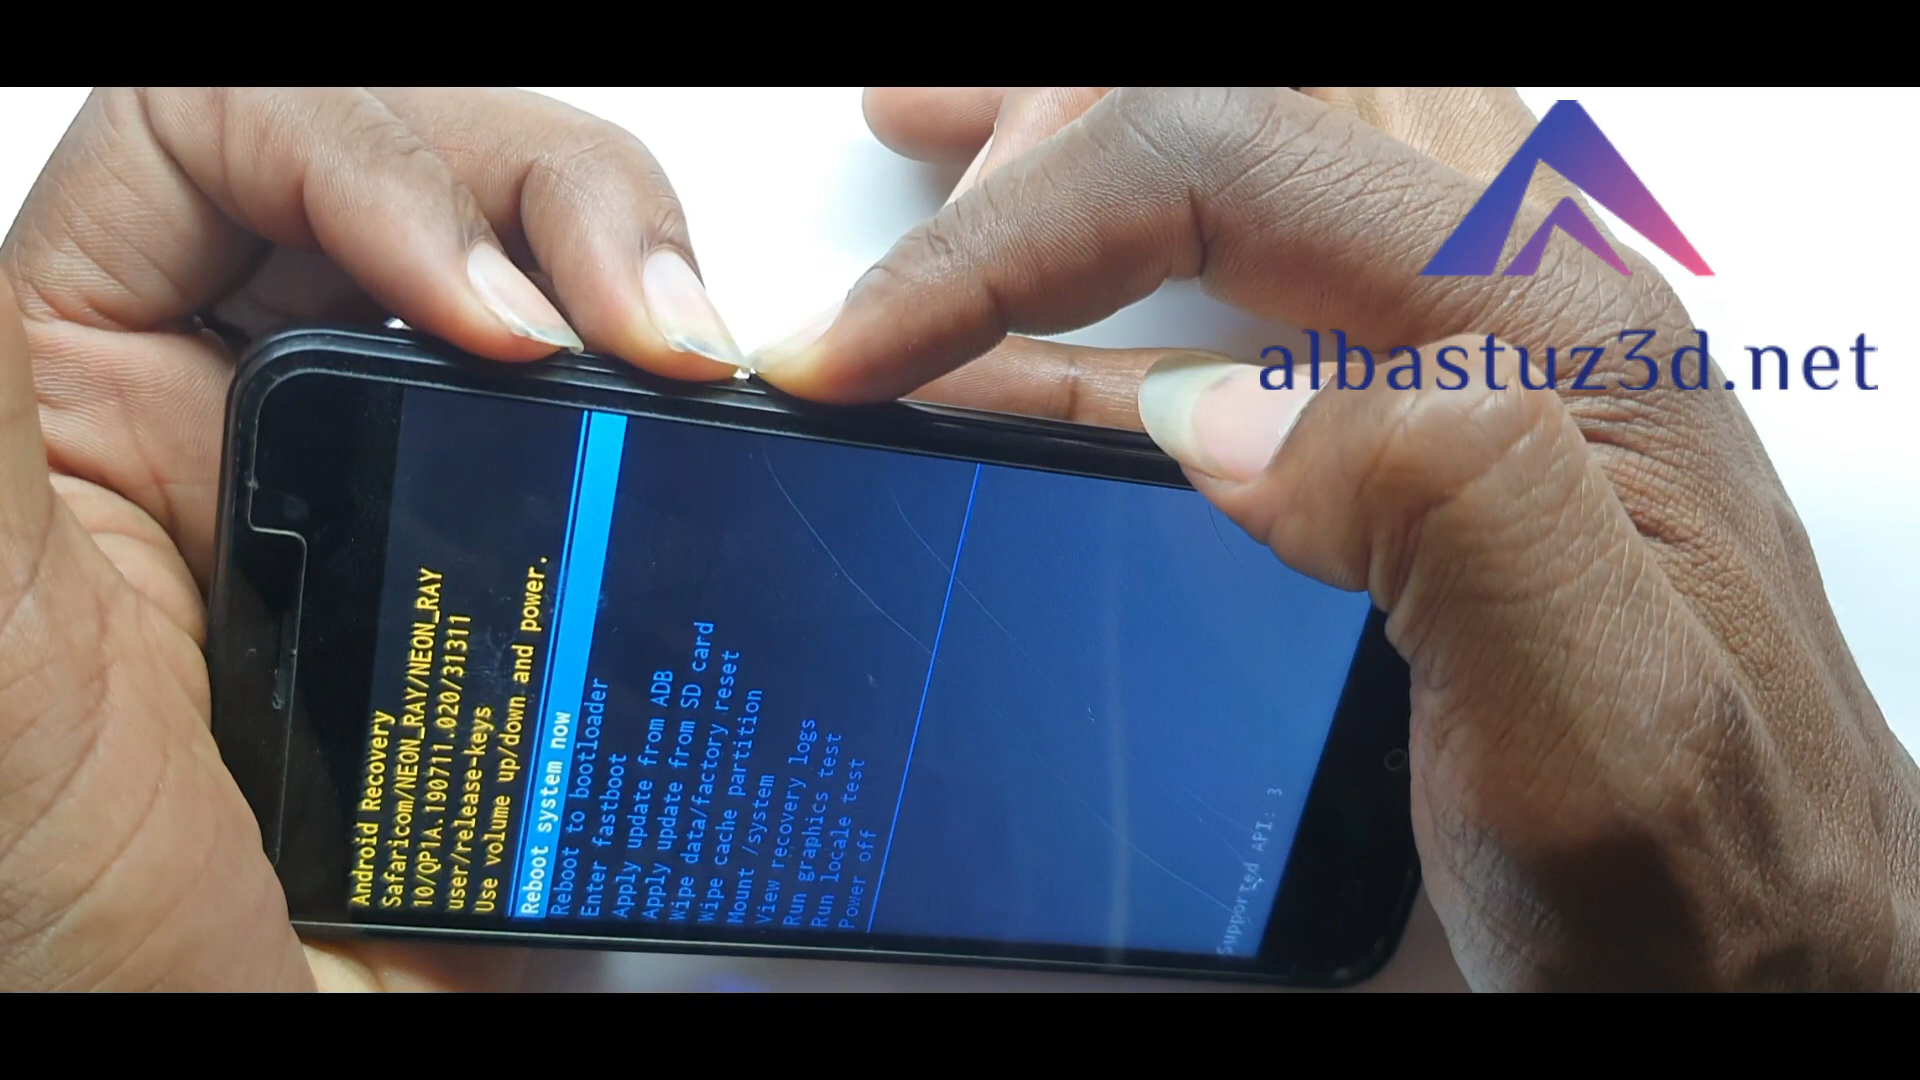 albastuz3d.net
Android Recovery
Safaricom/NEON_RAY/NEON_RAY
10/QP1A.190711.020/31311
user/release-keys
Use volume up/down and power.
Reboot system now
Reboot to bootloader
Enter fastboot
Apply update from ADB
Apply update from SD card
Wipe data/factory reset
Wipe cache partition
Mount /system
View recovery logs
Run graphics test
Run locale test
Power off
Supported API: 3